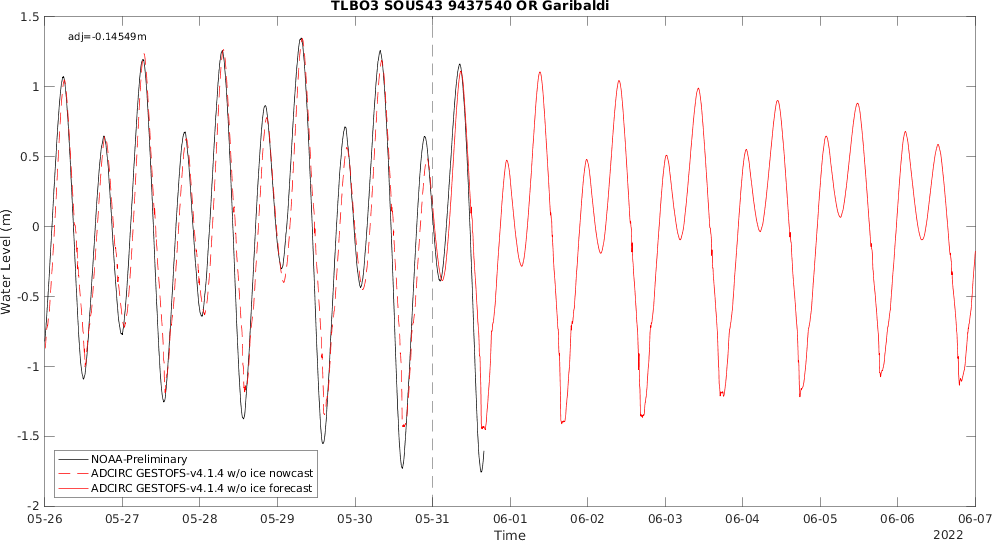 TLBO3 SOUS43 9437540 OR Garibaldi
adj=-0.14549m
1.5
1
0.5
0
-0.5
-1
-1.5
-2
Water Level (m)
NOAA-Preliminary
ADCIRC GESTOFS-v4.1.4 w/o ice nowcast
ADCIRC GESTOFS-v4.1.4 w/o ice forecast
05-26 05-27 05-28 05-29 05-30 05-31 06-01 06-02 06-03 06-04 06-05 06-06 06-07
Time
2022